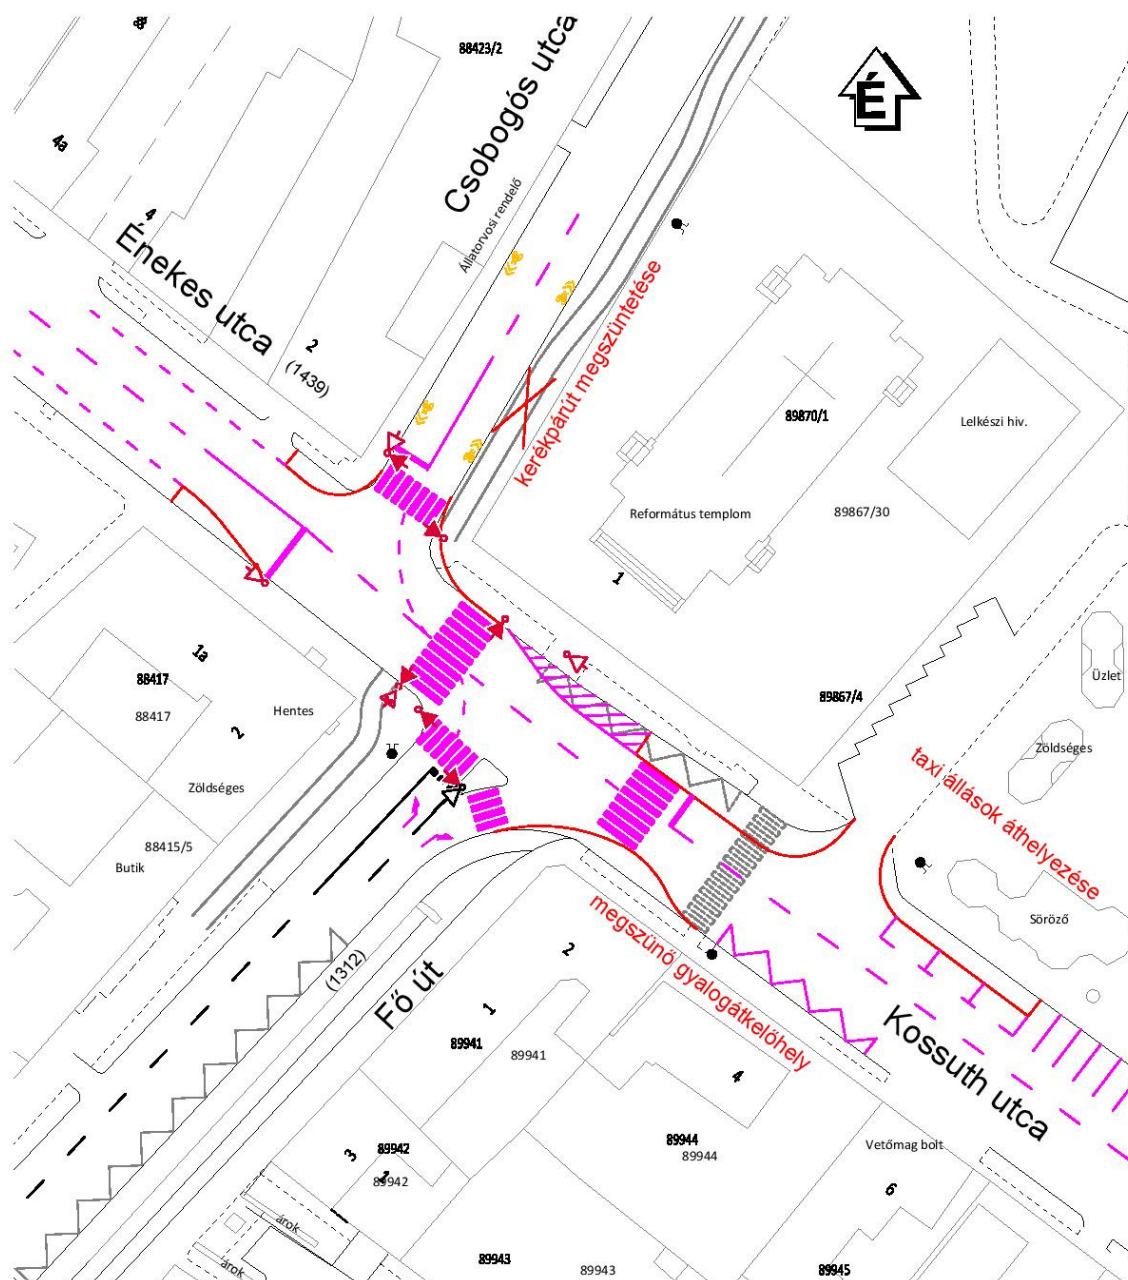 88423/2
Csobogós utca
É
4a
4
Énekes utca
2
(1439)
Állatorvosi rendelő
kerékpárút megszüntetése
89870/1
Lelkészi hiv.
Református templom
89867/30
1
1a
88417
88417
2
Hentes
89867/4
Üzlet
Zöldséges
taxi állások áthelyezése
Zöldséges
88415/5
Butik
Söröző
megszűnő gyalogátkelőhely
2
(1312)
Fő út
1
89941
89941
Kossuth utca
4
89944
89944
Vetőmag bolt
3
89942
89942
6
árok
árok
89943
89943
89945